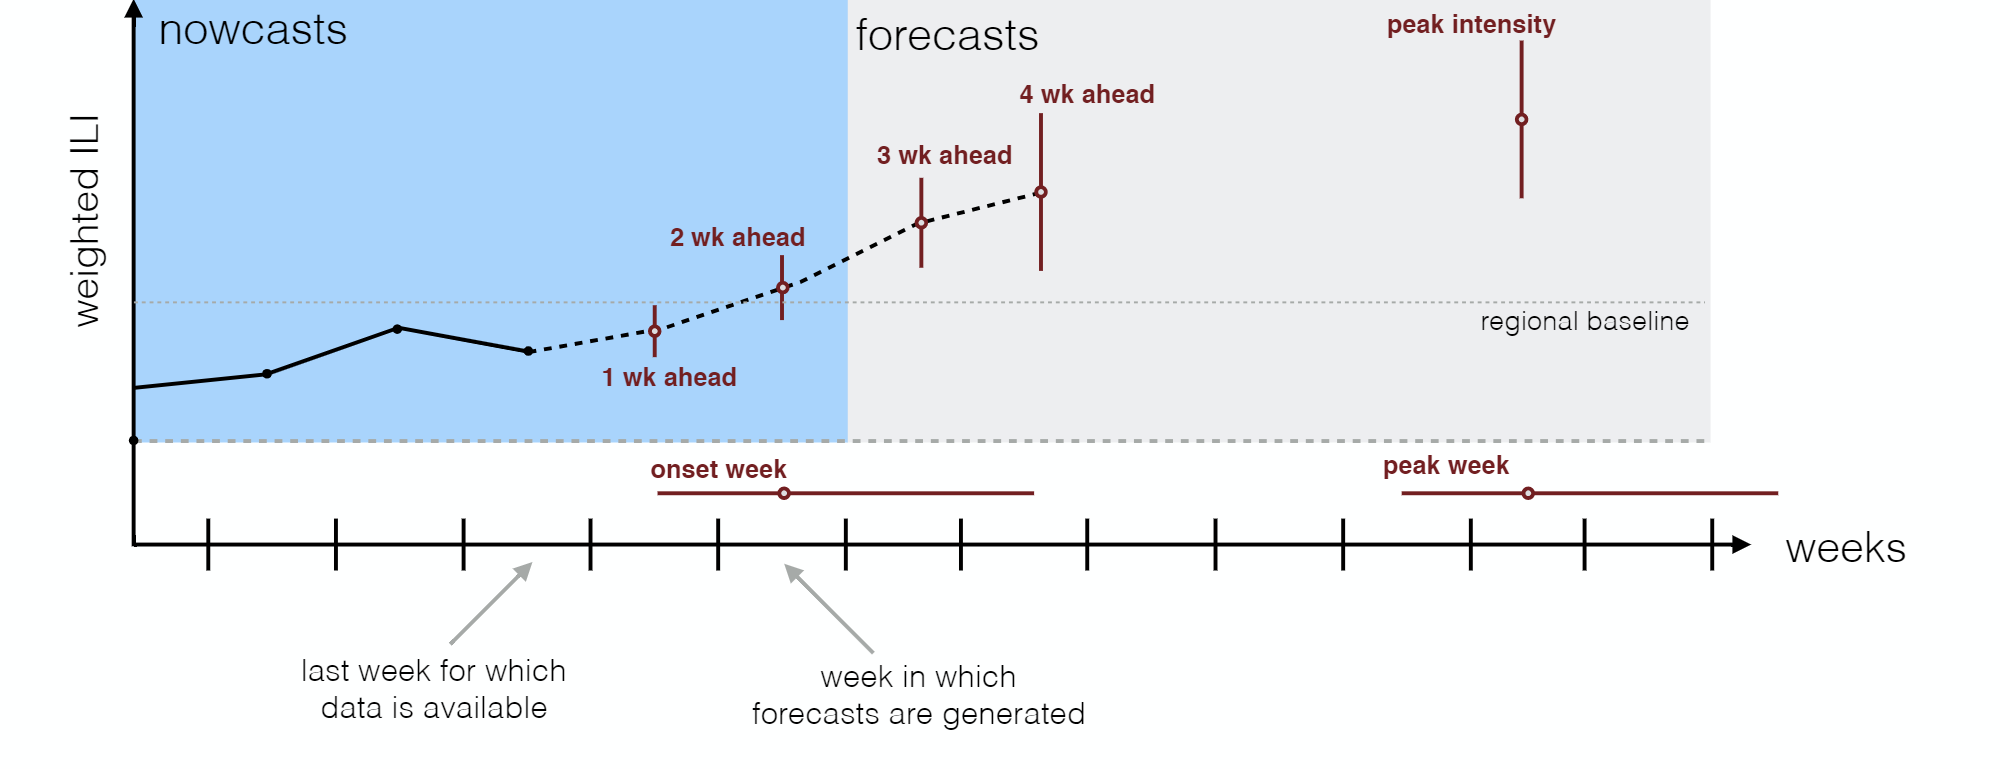 nowcasts
forecasts
peak intensity
4 wk ahead
3 wk ahead
2 wk ahead
1 wk ahead
weighted ILI
regional baseline
onset week
peak week
weeks
last week for which
data is available
week in which
forecasts are generated